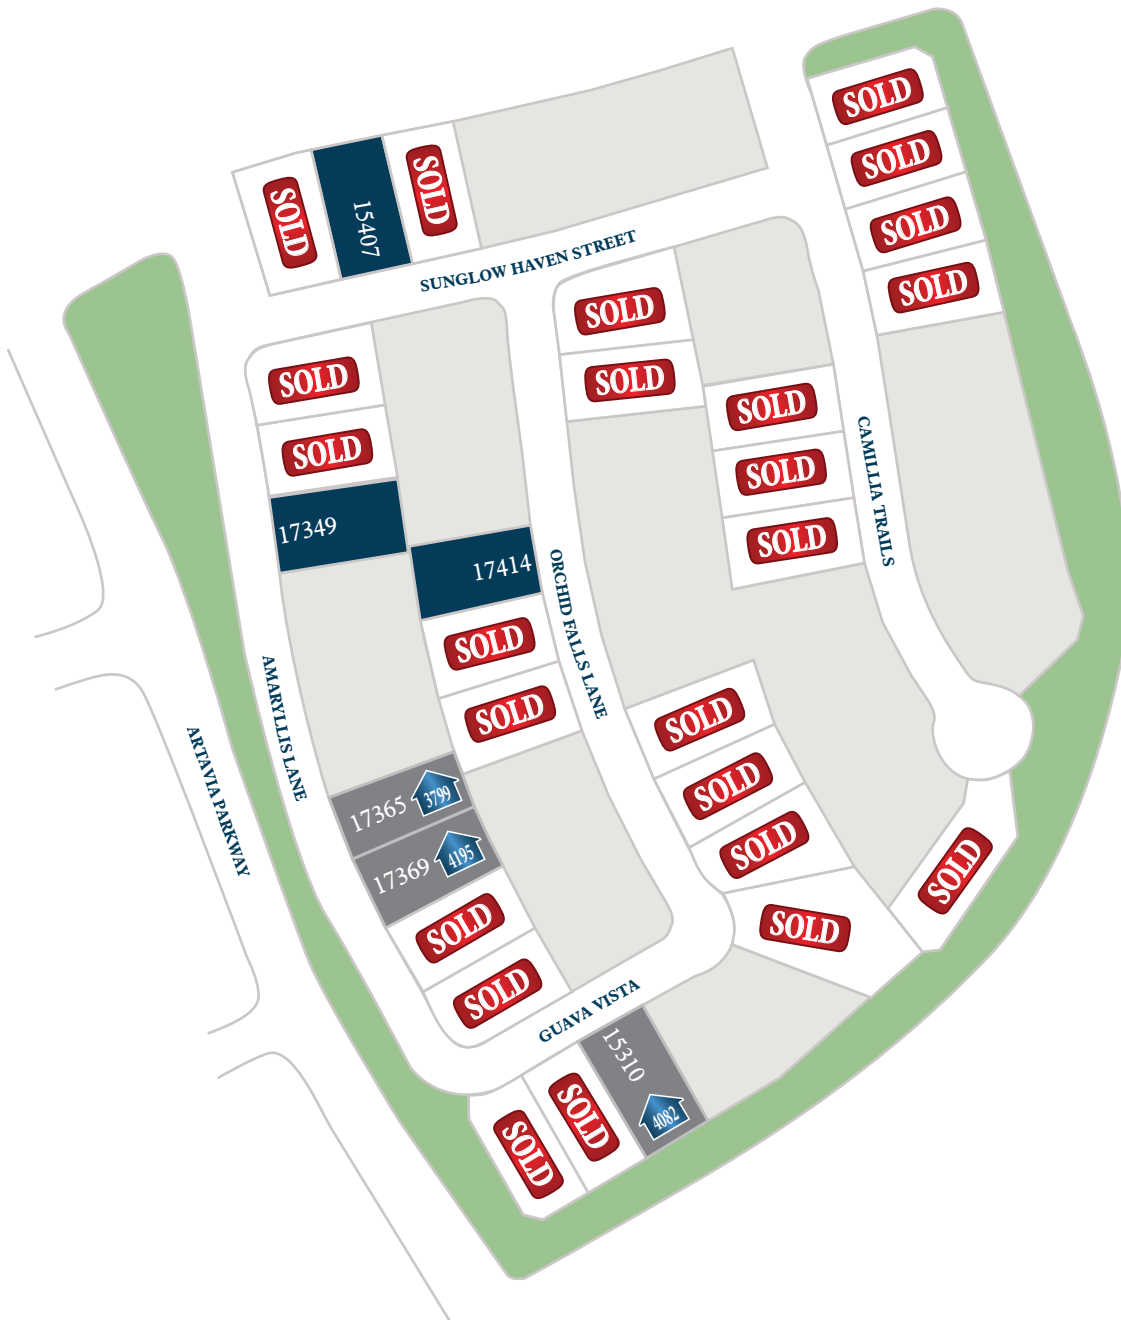 SOLD
SOLD
SOLD
15407
SOLD
SOLD
SOLD
SUNGLOW HAVEN STREET
SOLD
SOLD
SOLD
SOLD
SOLD
SOLD
SOLD
SOLD
17349
17414
CAMILLIA TRAILS
ORCHID FALLS LANE
SOLD
SOLD
AMARYLLIS LANE
ARTAVIA PARKWAY
SOLD
SOLD
SOLD
17365
3799
17369
4195
SOLD
SOLD
SOLD
SOLD
GUAVA VISTA
15310
4082
SOLD
SOLD